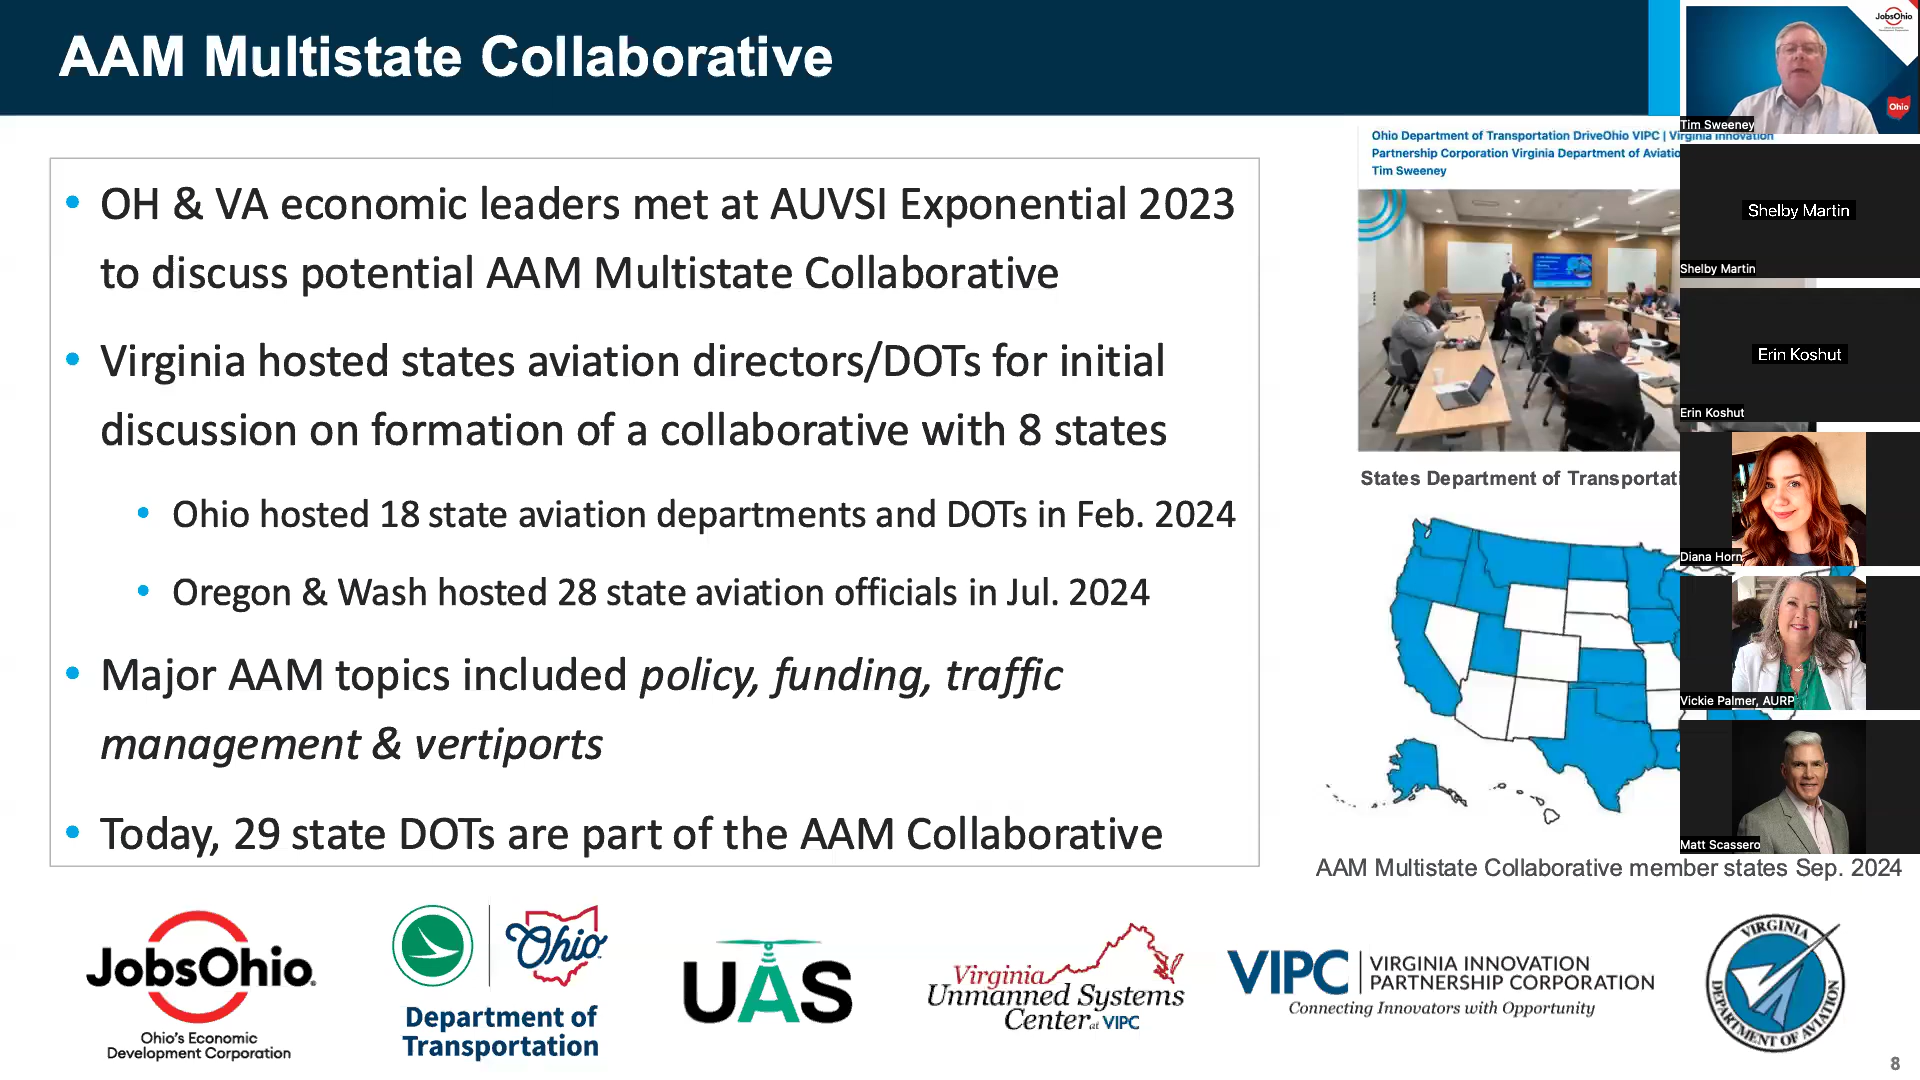 AAM Multistate Collaborative
• OH & VA economic leaders met at AUVSI Exponential 2023
to discuss potential AAM Multistate Collaborative
• Virginia hosted states aviation directors/DOTs for initial
discussion on formation of a collaborative with 8 states
• Ohio hosted 18 state aviation departments and DOTs in Feb. 2024
• Oregon & Wash hosted 28 state aviation officials in Jul. 2024
• Major AAM topics included policy, funding, traffic
management & vertiports
• Today, 29 state DOTs are part of the AAM Collaborative
Ohio Department of Transportation DriveOhio VIPC | Virginia Innovation
Partnership Corporation Virginia Department of Aviatio
Tim Sweeney
States Department of Transportati
AAM Multistate Collaborative member states Sep. 2024
JobsOhio
Ohio
Tim Sweeney
Shelby Martin
Shelby Martin
Erin Koshut
Erin Koshut
Diana Horn
Vickie Palmer, AURP
Matt Scassero
JobsOhio
Ohio's Economic
Development Corporation
Ohio
Department of
Transportation
UAS
Virginia
Unmanned Systems
Center at VIPC
VIPC
VIRGINIA INNOVATION
PARTNERSHIP CORPORATION
Connecting Innovators with Opportunity
VIRGINIA
DEPARTMENT OF AVIATION
8